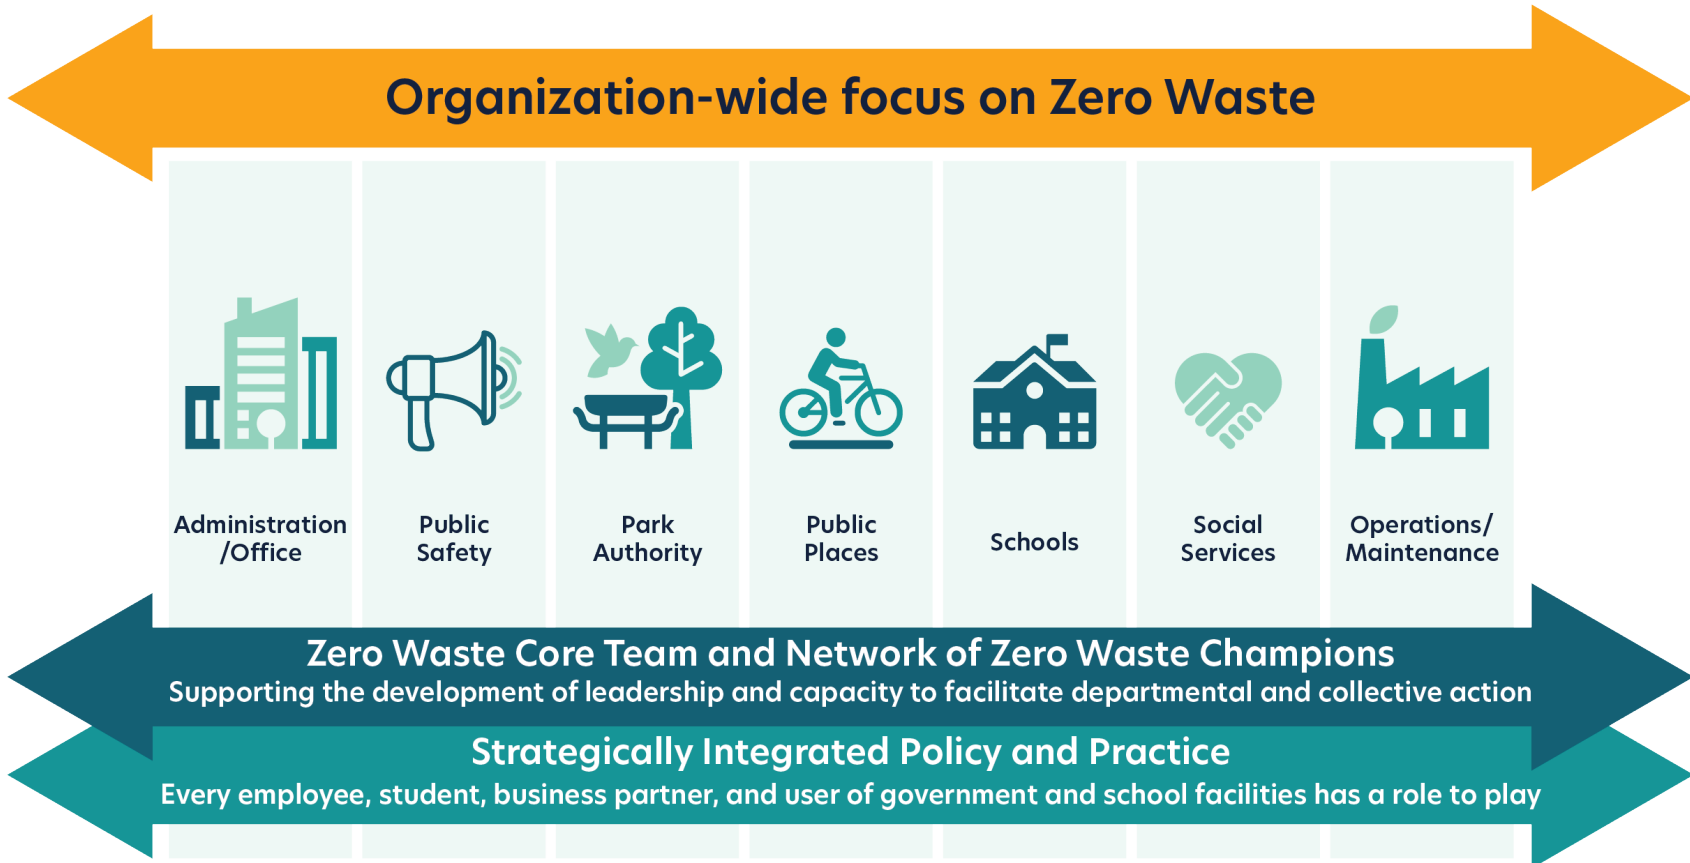 Organization-wide focus on Zero Waste
Administration
/Office
Public
Safety
Park
Authority
Public
Places
Schools
Social
Services
Operations/
Maintenance
Zero Waste Core Team and Network of Zero Waste Champions
Supporting the development of leadership and capacity to facilitate departmental and collective action
Strategically Integrated Policy and Practice
Every employee, student, business partner, and user of government and school facilities has a role to play